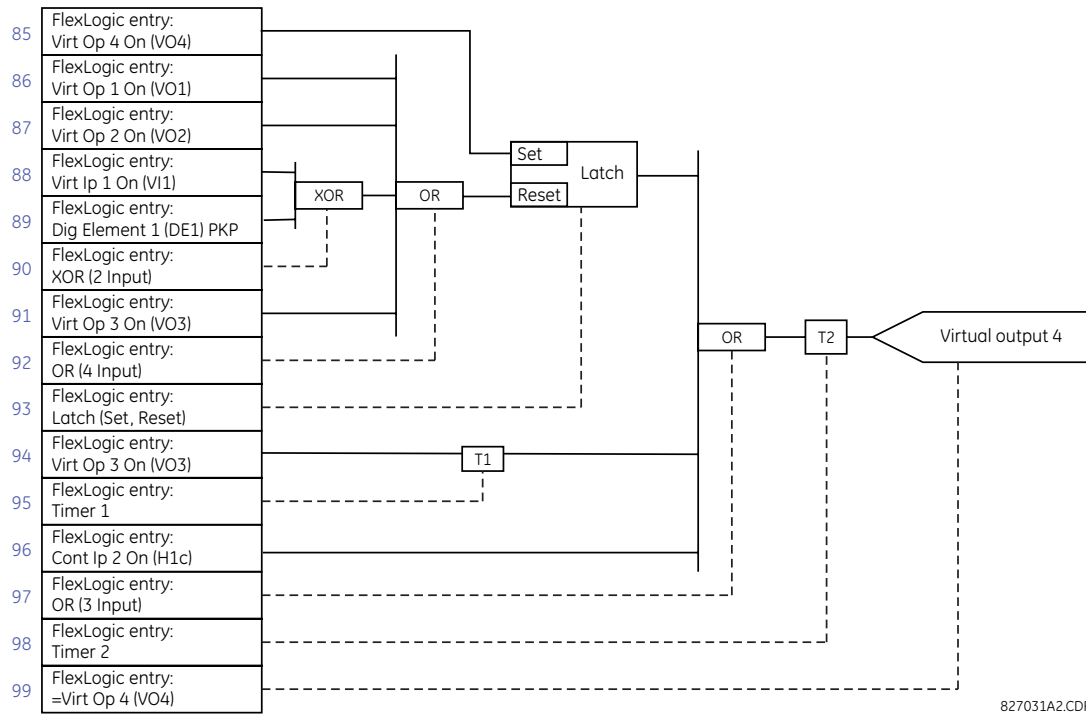 85
FlexLogic entry:
Virt Op 4 On (VO4)
86
FlexLogic entry:
Virt Op 1 On (VO1)
87
FlexLogic entry:
Virt Op 2 On (VO2)
88
FlexLogic entry:
Virt Ip 1 On (VI1)
89
FlexLogic entry:
Dig Element 1 (DE1) PKP
90
FlexLogic entry:
XOR (2 Input)
91
FlexLogic entry:
Virt Op 3 On (VO3)
92
FlexLogic entry:
OR (4 Input)
93
FlexLogic entry:
Latch (Set, Reset)
94
FlexLogic entry:
Virt Op 3 On (VO3)
95
FlexLogic entry:
Timer 1
96
FlexLogic entry:
Cont Ip 2 On (H1c)
97
FlexLogic entry:
OR (3 Input)
98
FlexLogic entry:
Timer 2
99
FlexLogic entry:
=Virt Op 4 (VO4)
XOR
OR
Set
Reset
Latch
T1
OR
T2
Virtual output 4